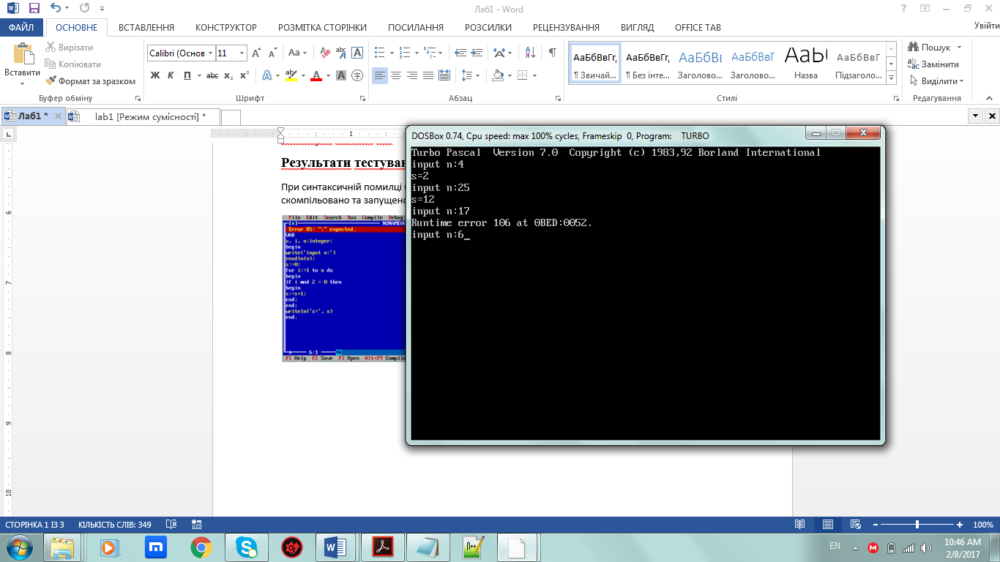 Лаб1 - Word
ФАЙЛ ОСНОВНЕ ВСТАВЛЕННЯ КОНСТРУКТОР РОЗМІТКА СТОРІНКИ ПОСИЛАННЯ РОЗСИЛКИ РЕЦЕНЗУВАННЯ ВИГЛЯД OFFICE TAB Увійти
Вставити
Вирізати
Копіювати
Формат за зразком
Буфер обміну
Calibri (Основ 11
Шрифт
Абзац
АаБбВвГг, АаБбВвГг, АаБбВ АаБбВвГ АаБ АаБбВвГ
¶ Звичай... ¶ Без інте... Заголово... Заголово... Назва Підзаголо...
Стилі
Пошук
Замінити
Виділити
Редагування
Лаб1 * lab1 [Режим сумісності] *
Результати тестуван
При синтаксичній помилці
скомпільовано та запущено
File Edit Search Run Compile Debug
Error 85: ";" expected.
VAR
s, i, n:integer;
begin
write('input n:')
readln(n);
s:=0;
for i:=1 to n do
begin
if i mod 2 = 0 then
begin
s:=s+1;
end;
end;
writeln('s=', s)
end.
6:1
F1 Help F2 Save F3 Open Alt+F9 Compile
DOSBox 0.74, Cpu speed: max 100% cycles, Frameskip 0, Program: TURBO
Turbo Pascal Version 7.0 Copyright (c) 1983,92 Borland International
input n:4
s=2
input n:25
s=12
input n:17
Runtime error 106 at 0BED:0052.
input n:6_
СТОРІНКА 1 ІЗ 3 КІЛЬКІСТЬ СЛІВ: 349 100%
EN
10:46 AM
2/8/2017